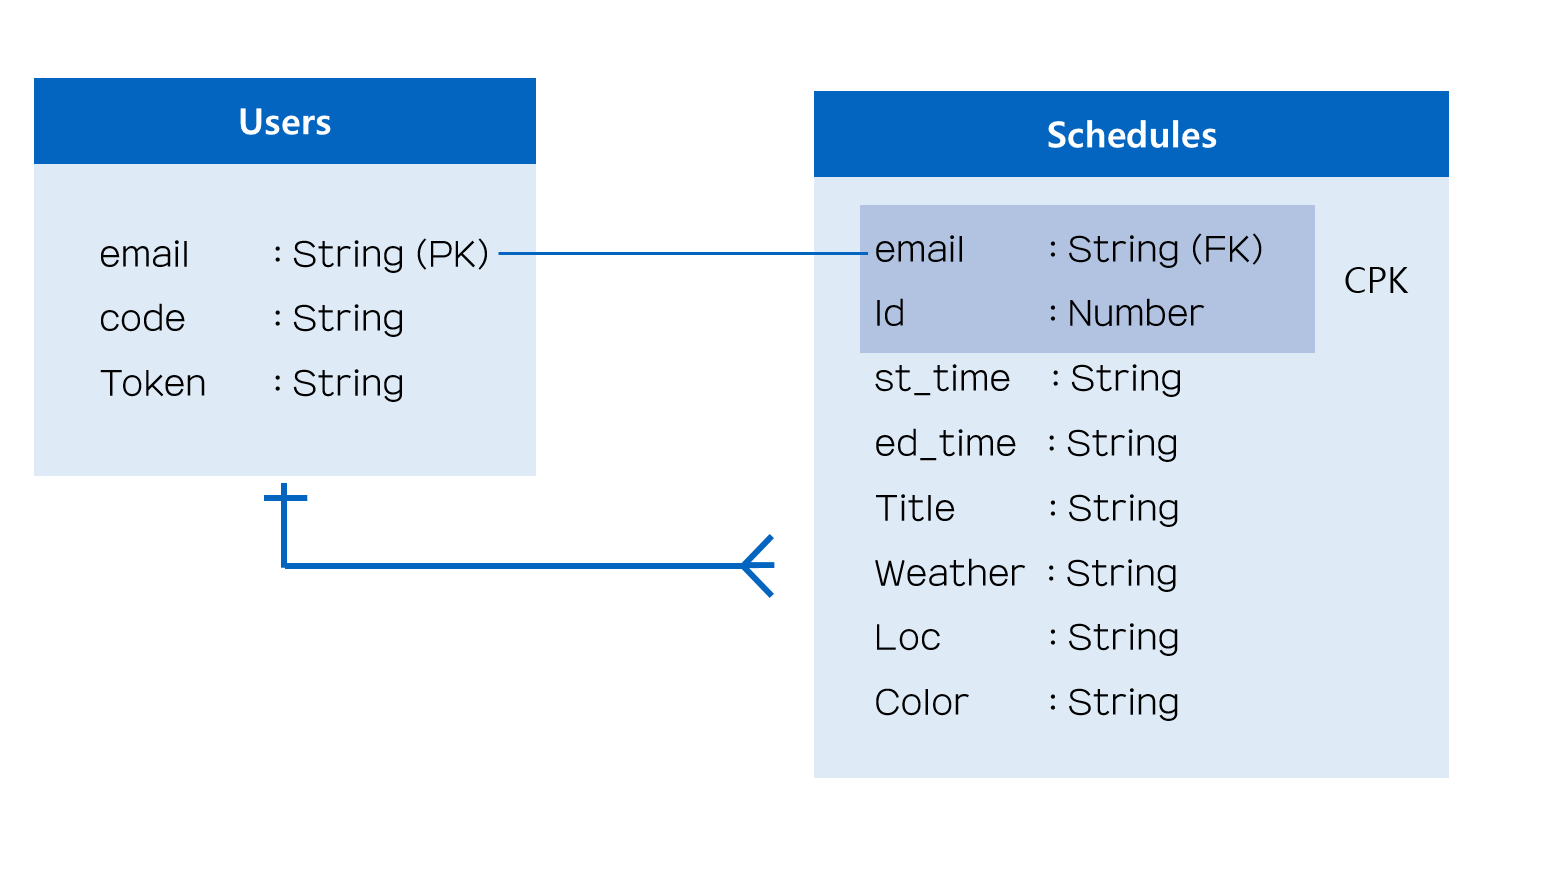 Users
email : String (PK)
code : String
Token : String
Schedules
email : String (FK)
Id : Number
CPK
st_time : String
ed_time : String
Title : String
Weather : String
Loc : String
Color : String